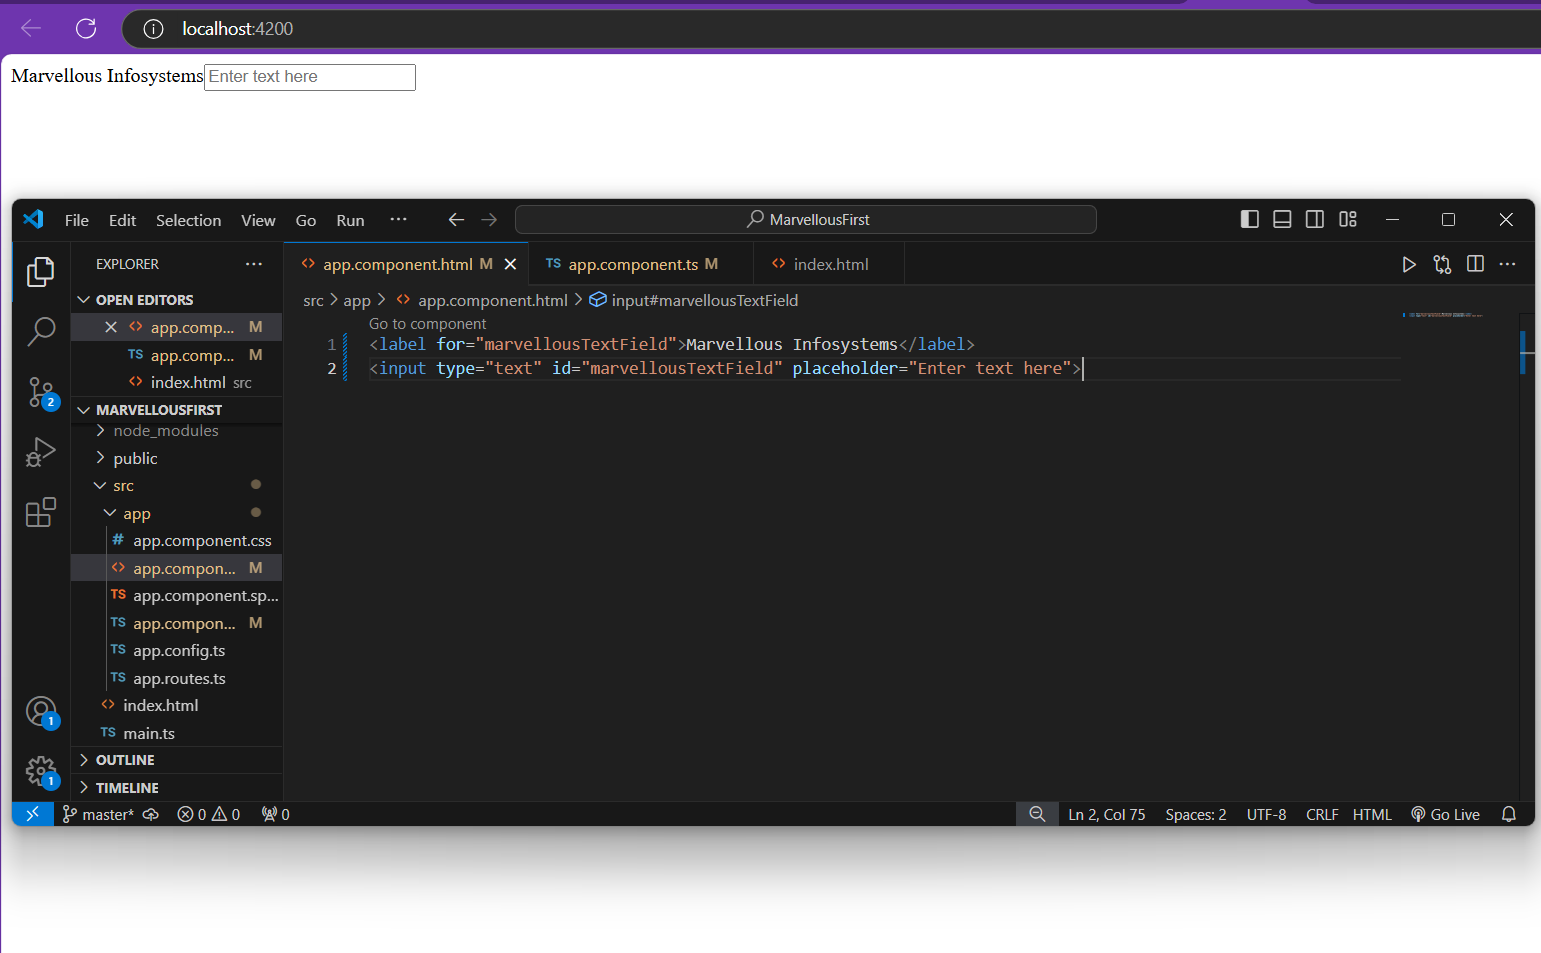 localhost:4200
Marvellous Infosystems Enter text here
File Edit Selection View Go Run ··· MarvellousFirst
EXPLORER ···
app.component.html M
TS app.component.ts M
index.html
OPEN EDITORS
app.comp... M
TS app.comp... M
index.html src
MARVELLOUSFIRST
node_modules
public
src
app
# app.component.css
app.compon... M
TS app.component.sp...
TS app.compon... M
TS app.config.ts
TS app.routes.ts
index.html
TS main.ts
OUTLINE
TIMELINE
2
1
1
src > app > app.component.html > input#marvellousTextField
Go to component
1 <label for="marvellousTextField">Marvellous Infosystems</label>
2 <input type="text" id="marvellousTextField" placeholder="Enter text here">
master* 0 0 0 Ln 2, Col 75 Spaces: 2 UTF-8 CRLF HTML Go Live